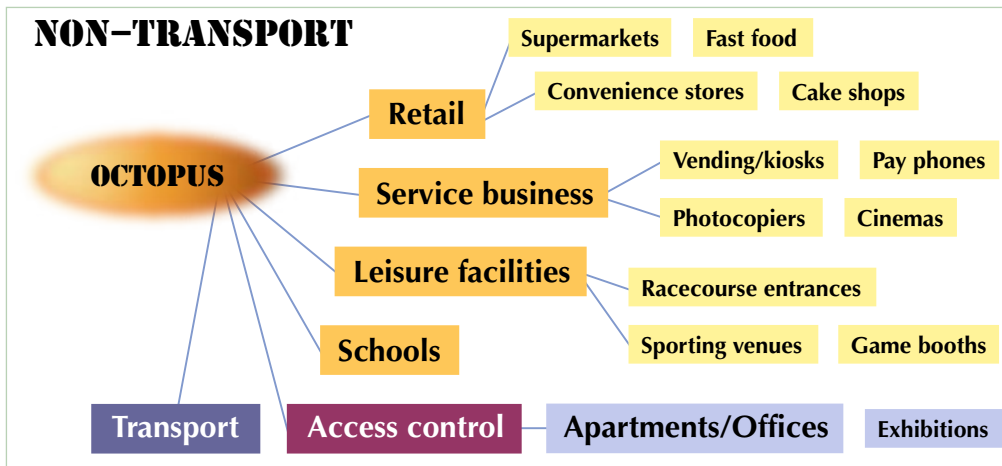 NON-TRANSPORT
Supermarkets Fast food
Retail
Convenience stores Cake shops
OCTOPUS
Vending/kiosks Pay phones
Service business
Photocopiers Cinemas
Leisure facilities
Racecourse entrances
Schools
Sporting venues Game booths
Transport Access control Apartments/Offices Exhibitions